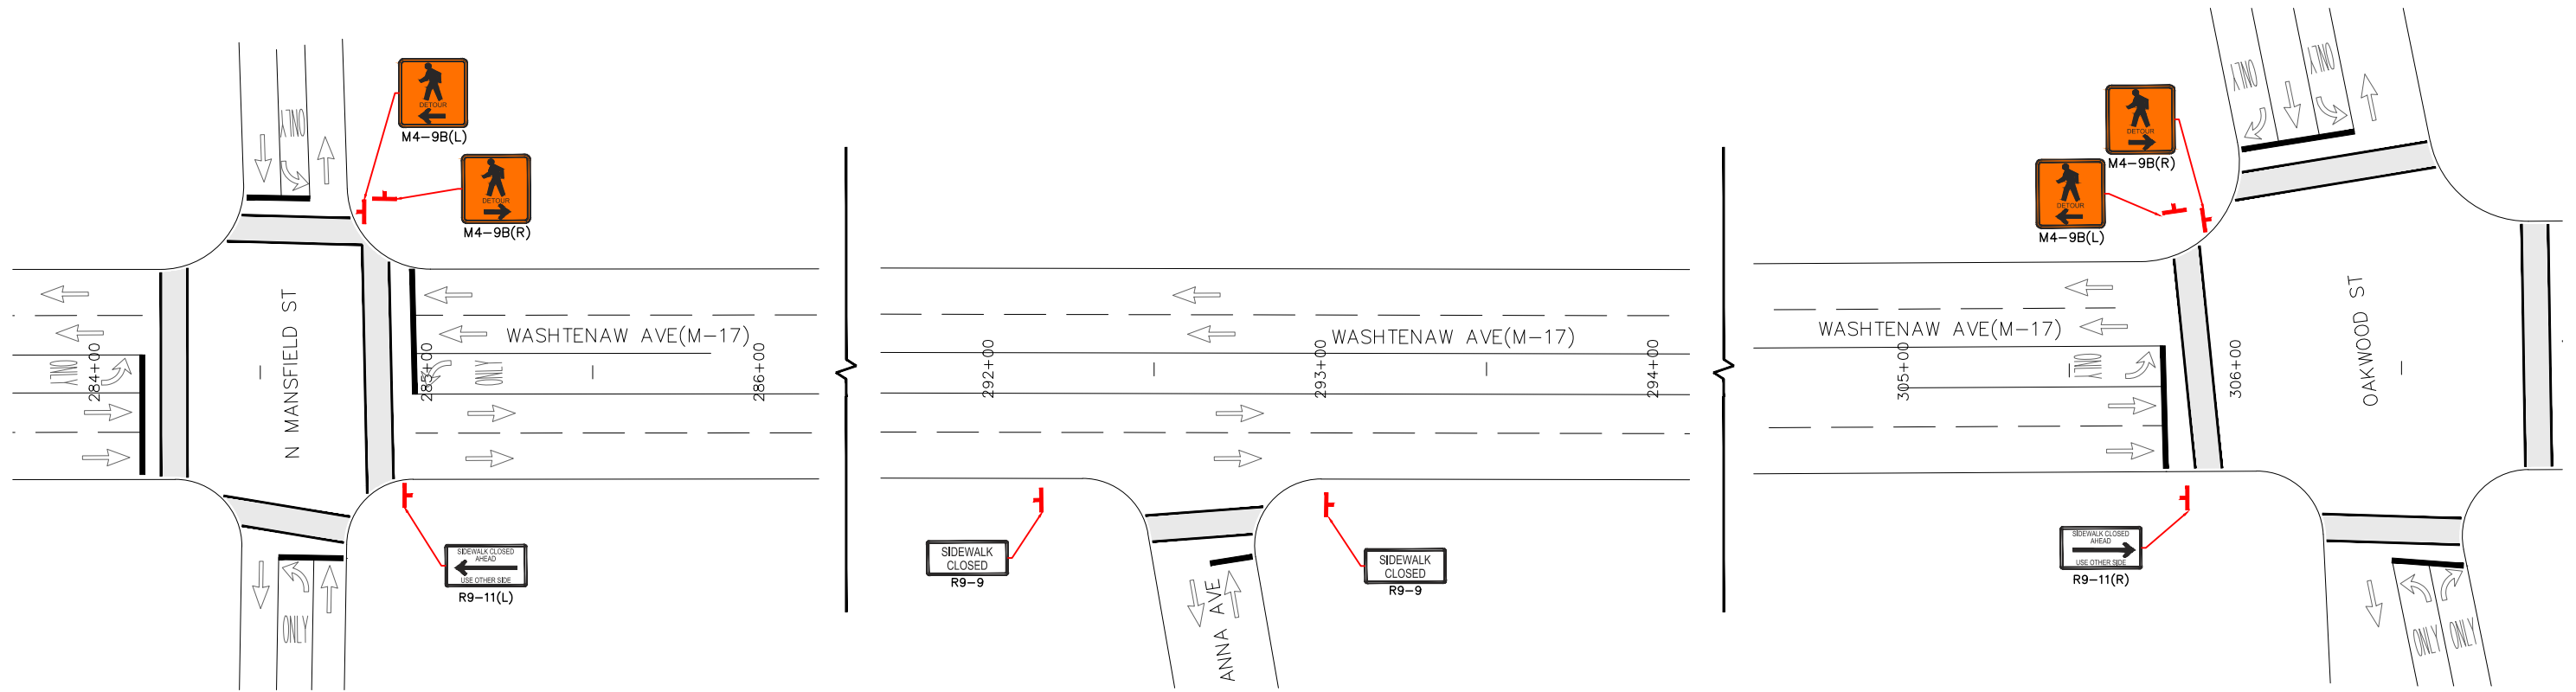 ONLY
DETOUR
M4-9B(L)
DETOUR
M4-9B(R)
N MANSFIELD ST
WASHTENAW AVE(M-17)
ONLY
284+00
285+00
ONLY
286+00
SIDEWALK CLOSED
AHEAD
USE OTHER SIDE
R9-11(L)
ONLY
WASHTENAW AVE(M-17)
292+00
293+00
294+00
SIDEWALK
CLOSED
R9-9
SIDEWALK
CLOSED
R9-9
ANNA AVE
ONLY
ONLY
DETOUR
M4-9B(R)
DETOUR
M4-9B(L)
WASHTENAW AVE(M-17)
305+00
ONLY
306+00
OAKWOOD ST
SIDEWALK CLOSED
AHEAD
USE OTHER SIDE
R9-11(R)
ONLY
ONLY